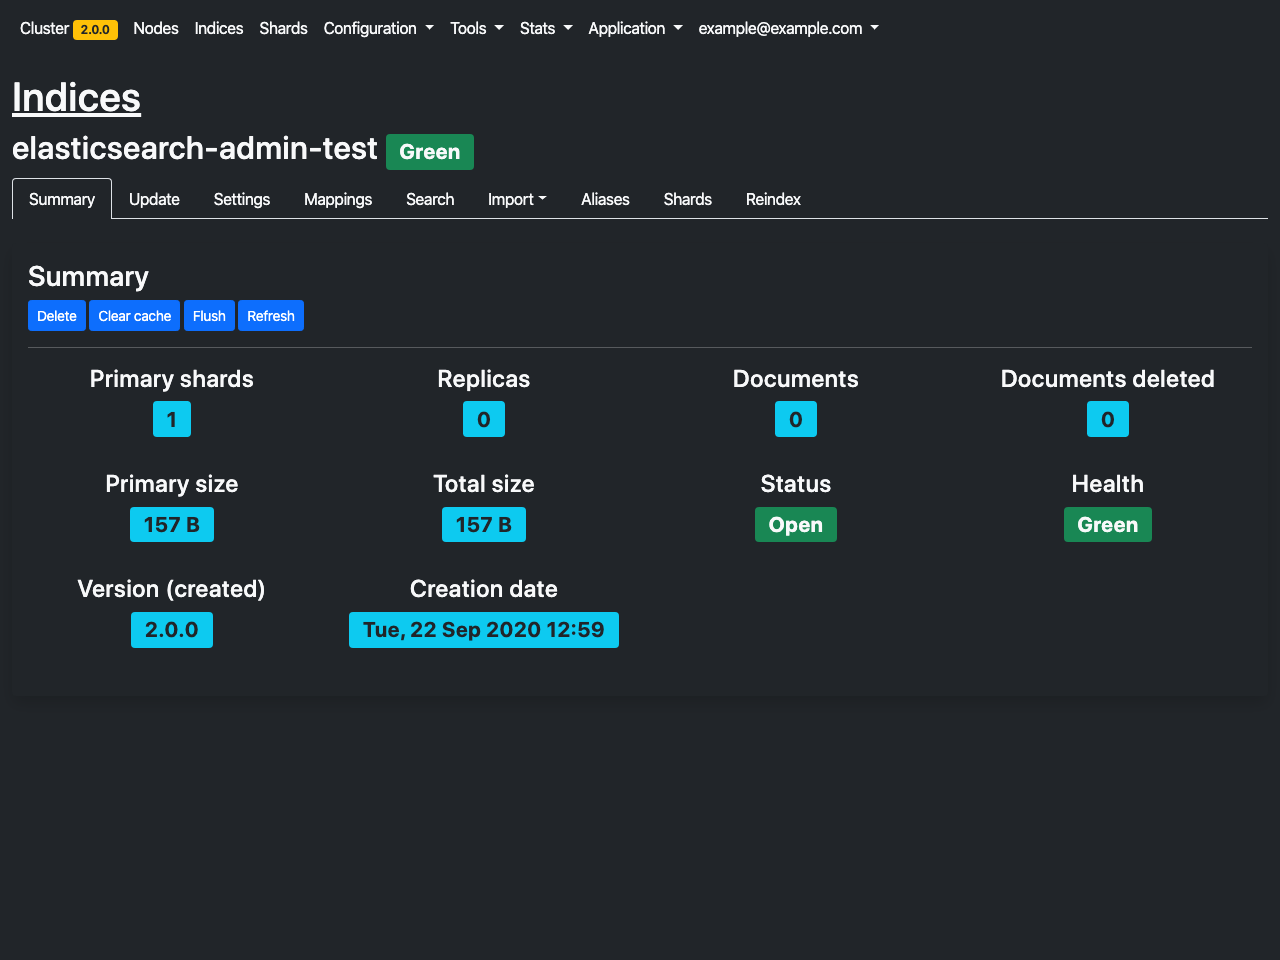 Cluster 2.0.0 Nodes Indices Shards Configuration Tools Stats Application example@example.com
Indices
elasticsearch-admin-test Green
Summary Update Settings Mappings Search Import Aliases Shards Reindex
Summary
Delete Clear cache Flush Refresh
Primary shards Replicas Documents Documents deleted
1 0 0 0
Primary size Total size Status Health
157 B 157 B Open Green
Version (created) Creation date
2.0.0 Tue, 22 Sep 2020 12:59